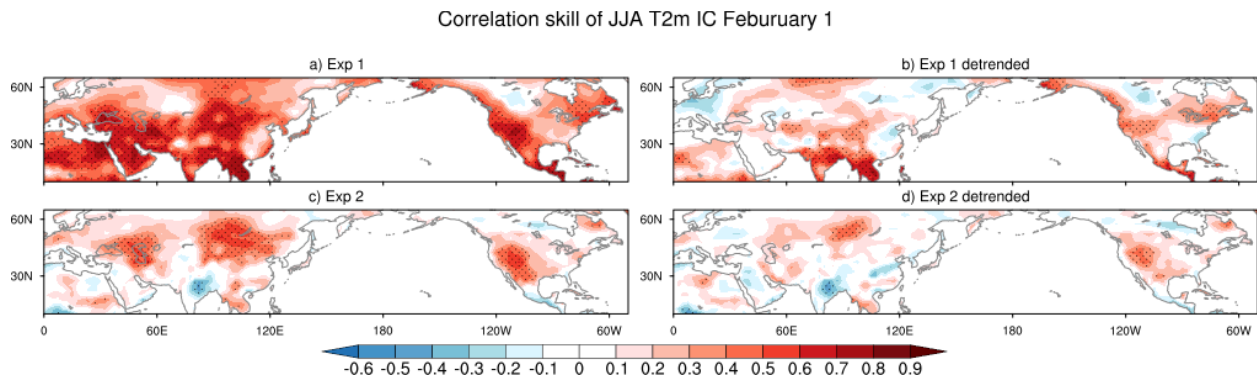 Correlation skill of JJA T2m IC Feburuary 1
a) Exp 1
b) Exp 1 detrended
60N
30N
60N
30N
c) Exp 2
d) Exp 2 detrended
60N
30N
60N
30N
0 60E 120E 180 120W 60W
0 60E 120E 180 120W 60W
-0.6 -0.5 -0.4 -0.3 -0.2 -0.1 0 0.1 0.2 0.3 0.4 0.5 0.6 0.7 0.8 0.9